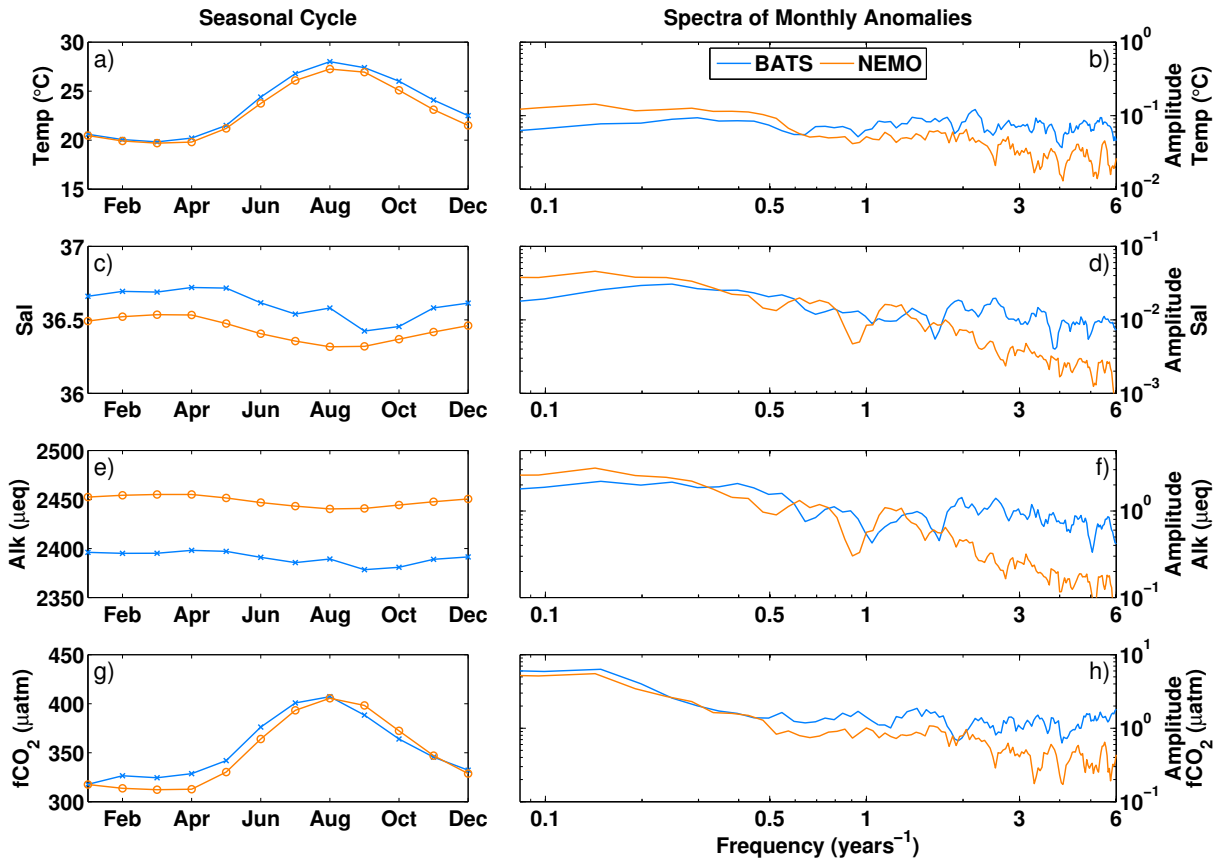 Seasonal Cycle
Spectra of Monthly Anomalies
a)
Temp (°C)
30
25
20
15
Feb Apr Jun Aug Oct Dec
b)
BATS NEMO
10^0
10^−1
10^−2
Amplitude
Temp (°C)
0.1 0.5 1 3 6
c)
Sal
37
36.5
36
Feb Apr Jun Aug Oct Dec
d)
10^−1
10^−2
10^−3
Amplitude
Sal
0.1 0.5 1 3 6
e)
Alk (μeq)
2500
2450
2400
2350
Feb Apr Jun Aug Oct Dec
f)
10^0
10^−1
Amplitude
Alk (μeq)
0.1 0.5 1 3 6
g)
fCO₂ (μatm)
450
400
350
300
Feb Apr Jun Aug Oct Dec
h)
10^1
10^0
10^−1
Amplitude
fCO₂ (μatm)
0.1 0.5 1 3 6
Frequency (years⁻¹)